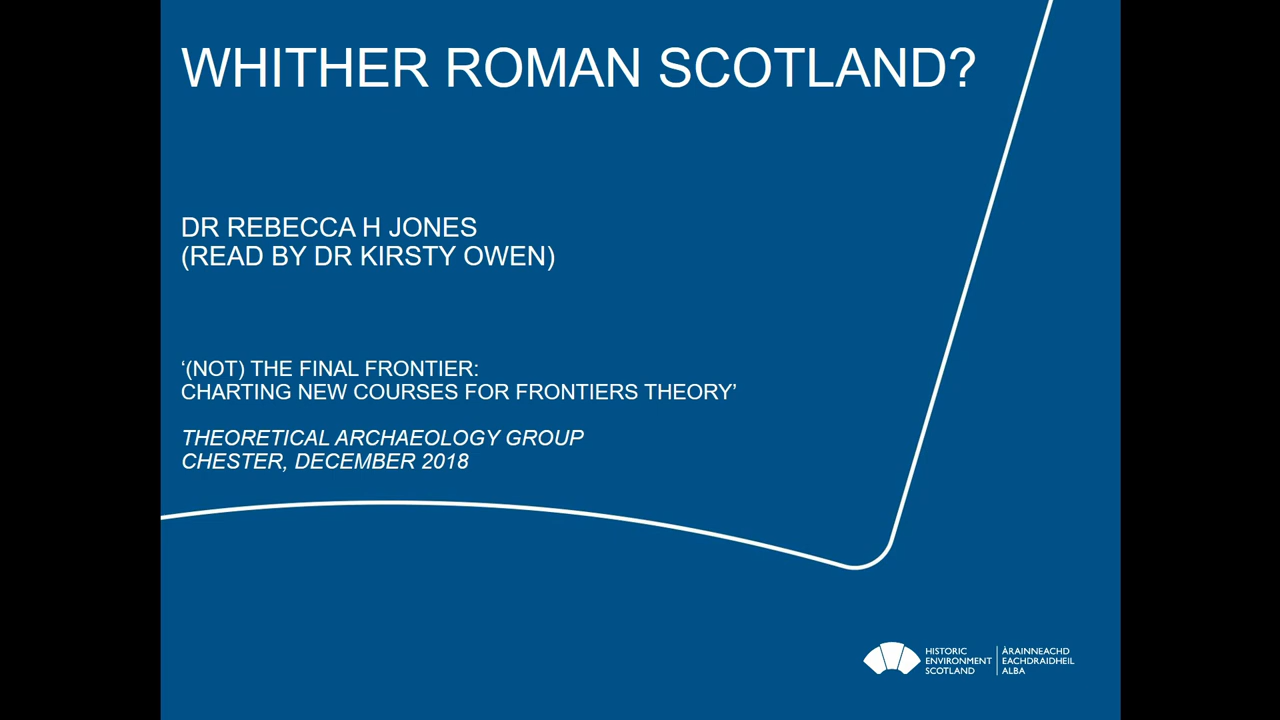 WHITHER ROMAN SCOTLAND?
DR REBECCA H JONES
(READ BY DR KIRSTY OWEN)
‘(NOT) THE FINAL FRONTIER:
CHARTING NEW COURSES FOR FRONTIERS THEORY’
THEORETICAL ARCHAEOLOGY GROUP
CHESTER, DECEMBER 2018
HISTORIC
ENVIRONMENT
SCOTLAND
ÀRAINNEACHD
EACHDRAIDHEIL
ALBA